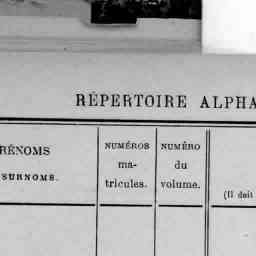 RÉPERTOIRE ALPHA
RÉNOMS
SURNOMS.
NUMÉROS
ma-
tricules.
NUMÉRO
du
volume.
(Il doit